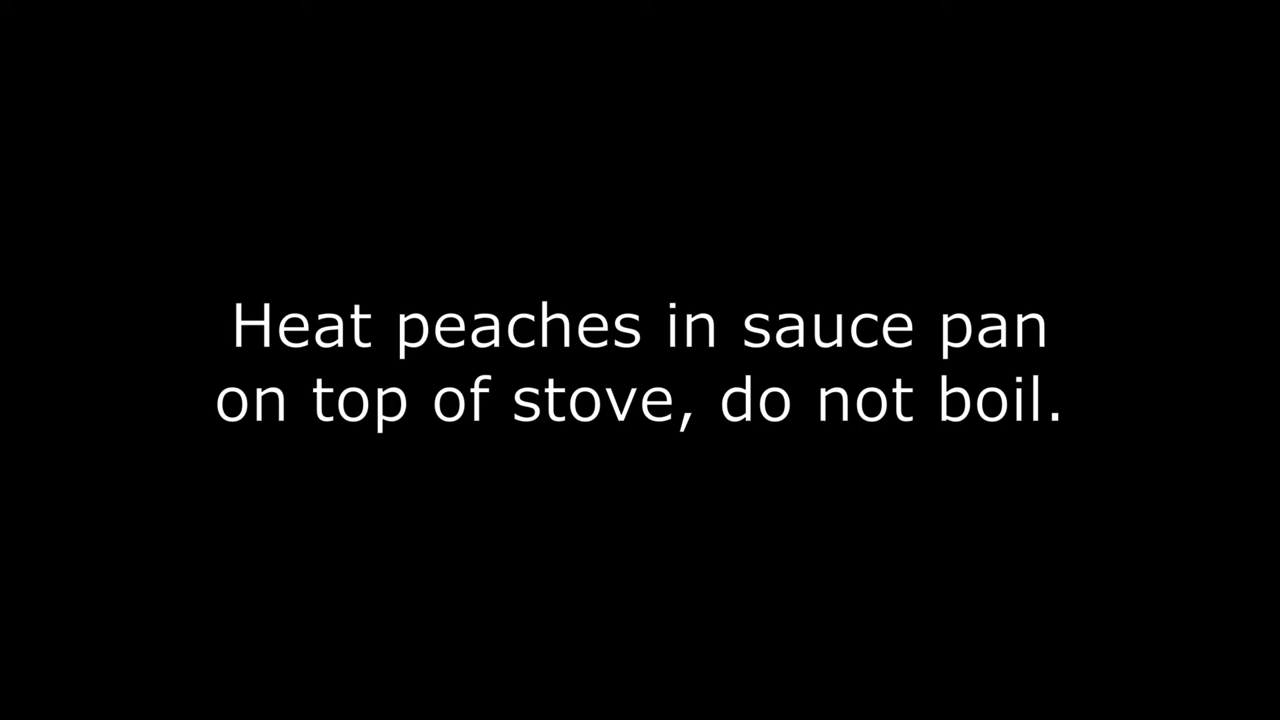 Heat peaches in sauce pan
on top of stove, do not boil.